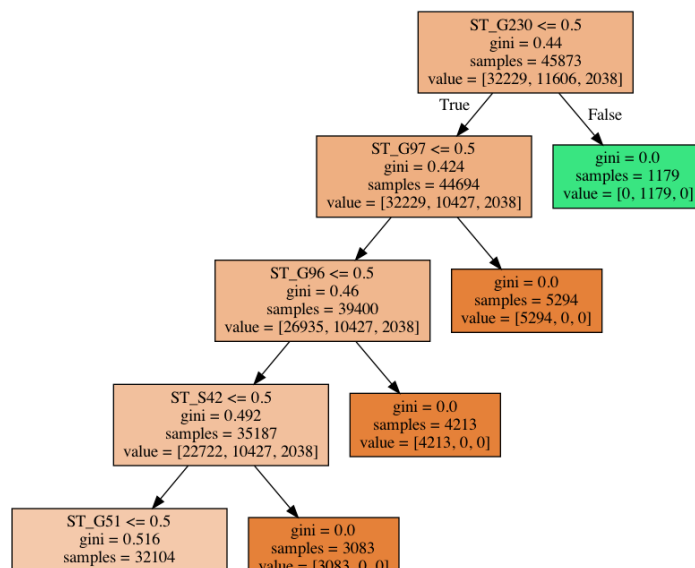 ST_G230 <= 0.5
gini = 0.44
samples = 45873
value = [32229, 11606, 2038]
True
False
ST_G97 <= 0.5
gini = 0.424
samples = 44694
value = [32229, 10427, 2038]
gini = 0.0
samples = 1179
value = [0, 1179, 0]
ST_G96 <= 0.5
gini = 0.46
samples = 39400
value = [26935, 10427, 2038]
gini = 0.0
samples = 5294
value = [5294, 0, 0]
ST_S42 <= 0.5
gini = 0.492
samples = 35187
value = [22722, 10427, 2038]
gini = 0.0
samples = 4213
value = [4213, 0, 0]
ST_G51 <= 0.5
gini = 0.516
samples = 32104
gini = 0.0
samples = 3083
value = [3083, 0, 0]